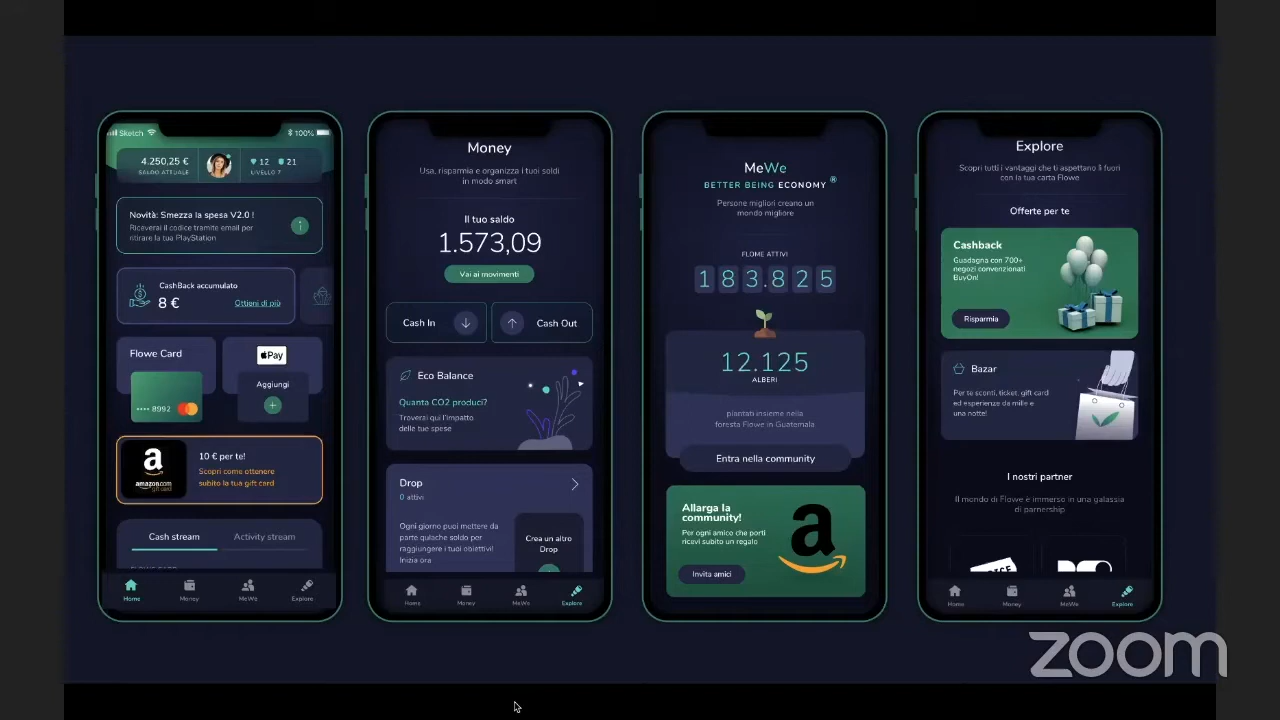 Sketch
100%
4.250,25 €
SALDO ATTUALE
12
21
LIVELLO 7
Novità: Smezza la spesa V2.0 !
Riceverai il codice tramite email per
ritirare la tua PlayStation
CashBack accumulato
8 €
Ottieni di più
Flowe Card
•••• 8992
Pay
Aggiungi
a
amazon.com
gift card
10 € per te!
Scopri come ottenere
subito la tua gift card
Cash stream
Activity stream
Home
Money
MeWe
Explore
Money
Usa, risparmia e organizza i tuoi soldi
in modo smart
Il tuo saldo
1.573,09
Vai ai movimenti
Cash In
Cash Out
Eco Balance
Quanta CO2 produci?
Troverai qui l'impatto
delle tue spese
Drop
0 attivi
Ogni giorno puoi mettere da
parte qulache soldo per
raggiungere i tuoi obiettivi!
Inizia ora
Crea un altro
Drop
Home
Money
MeWe
Explore
MeWe
BETTER BEING ECONOMY ®
Persone migliori creano un
mondo migliore
FLOME ATTIVI
183.825
12.125
ALBERI
plantati insieme nella
foresta Flowe in Guatemala
Entra nella community
Allarga la
community!
Per ogni amice che porti
ricevi subito un regalo
Invita amici
a
Explore
Scopri tutti i vantaggi che ti aspettano lì fuori
con la tua carta Flowe
Offerte per te
Cashback
Guadagna con 700+
negozi convenzionati
BuyOn!
Risparmia
Bazar
Per te sconti, ticket, gift card
ed esperienze da mille e
una notte!
I nostri partner
Il mondo di Flowe è immerso in una galassia
di parnership
Home
Money
MeWe
Explore
zoom